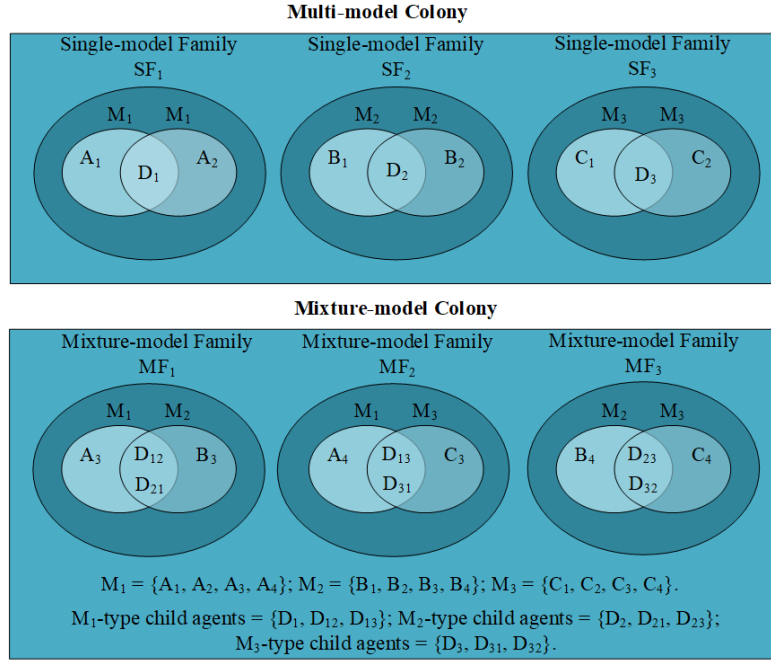 Multi-model Colony
Single-model Family Single-model Family Single-model Family
SF₁ SF₂ SF₃
M₁ M₁ M₂ M₂ M₃ M₃
A₁ D₁ A₂ B₁ D₂ B₂ C₁ D₃ C₂
Mixture-model Colony
Mixture-model Family Mixture-model Family Mixture-model Family
MF₁ MF₂ MF₃
M₁ M₂ M₁ M₃ M₂ M₃
A₃ D₁₂ B₃ A₄ D₁₃ C₃ B₄ D₂₃ C₄
D₂₁ D₃₁ D₃₂
M₁ = {A₁, A₂, A₃, A₄}; M₂ = {B₁, B₂, B₃, B₄}; M₃ = {C₁, C₂, C₃, C₄}.
M₁-type child agents = {D₁, D₁₂, D₁₃}; M₂-type child agents = {D₂, D₂₁, D₂₃};
M₃-type child agents = {D₃, D₃₁, D₃₂}.